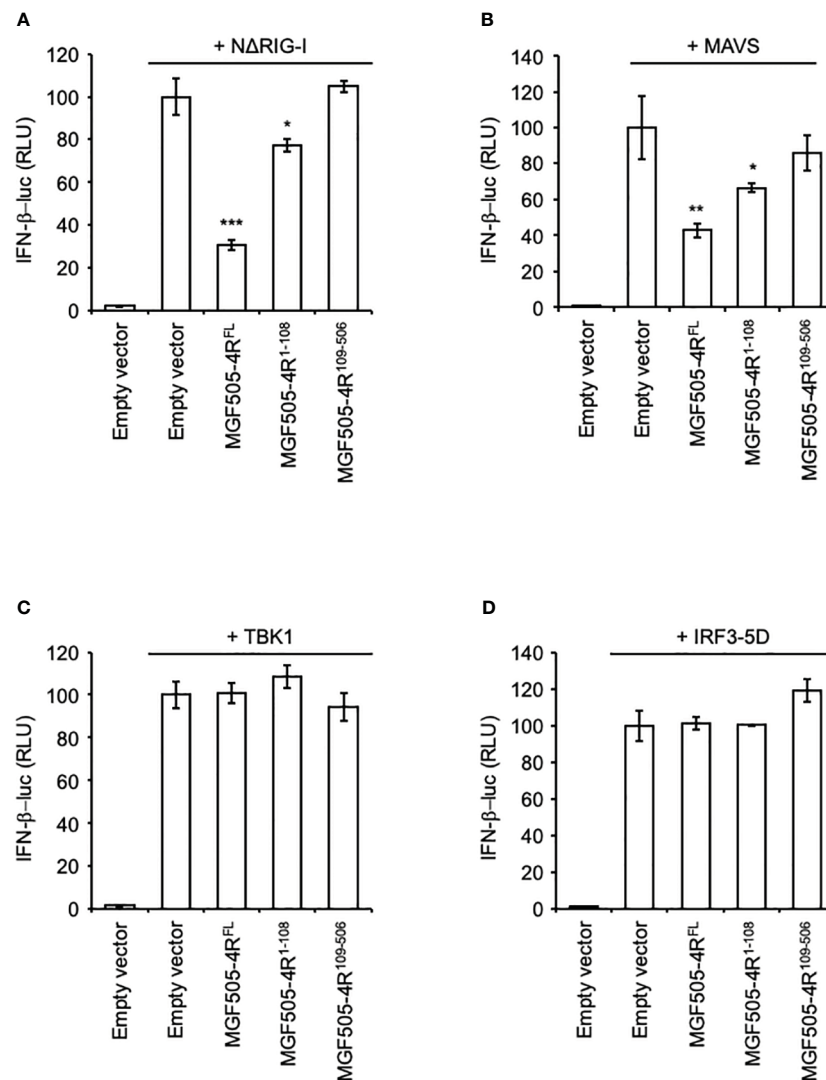 A
+ NΔRIG-I
IFN-β–luc (RLU)
120
100
80
60
40
20
0
***
*
Empty vector
Empty vector
MGF505-4R^FL
MGF505-4R^1-108
MGF505-4R^109-506
B
+ MAVS
IFN-β–luc (RLU)
140
120
100
80
60
40
20
0
**
*
Empty vector
Empty vector
MGF505-4R^FL
MGF505-4R^1-108
MGF505-4R^109-506
C
+ TBK1
IFN-β–luc (RLU)
120
100
80
60
40
20
0
Empty vector
Empty vector
MGF505-4R^FL
MGF505-4R^1-108
MGF505-4R^109-506
D
+ IRF3-5D
IFN-β–luc (RLU)
140
120
100
80
60
40
20
0
Empty vector
Empty vector
MGF505-4R^FL
MGF505-4R^1-108
MGF505-4R^109-506